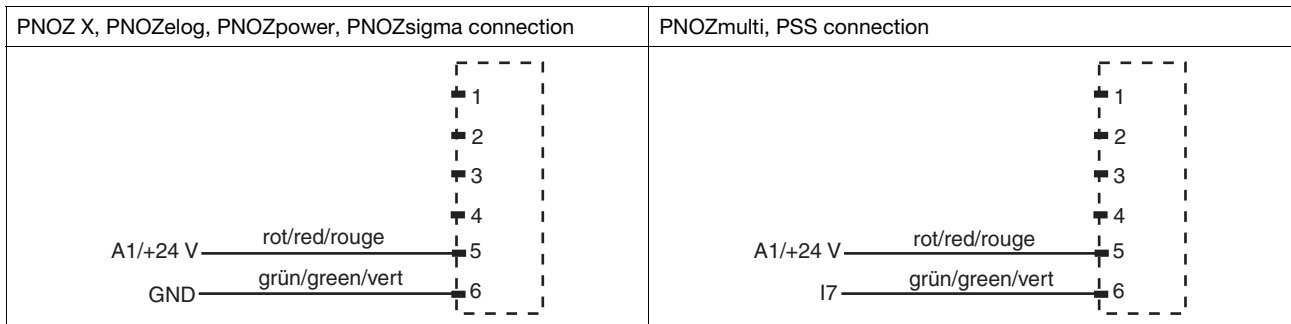 PNOZ X, PNOZelog, PNOZpower, PNOZsigma connection
PNOZmulti, PSS connection
1
2
3
4
A1/+24 V rot/red/rouge 5
GND grün/green/vert 6
1
2
3
4
A1/+24 V rot/red/rouge 5
I7 grün/green/vert 6